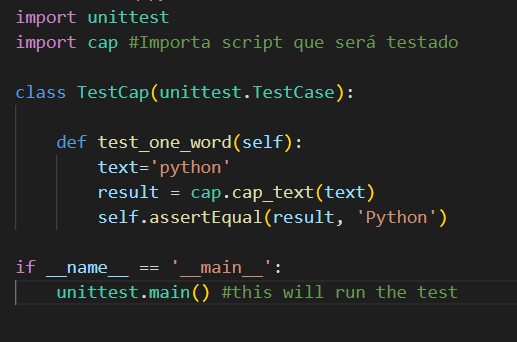 import unittest
import cap #Importa script que será testado
class TestCap(unittest.TestCase):
def test_one_word(self):
text='python'
result = cap.cap_text(text)
self.assertEqual(result, 'Python')
if __name__ == '__main__':
unittest.main() #this will run the test